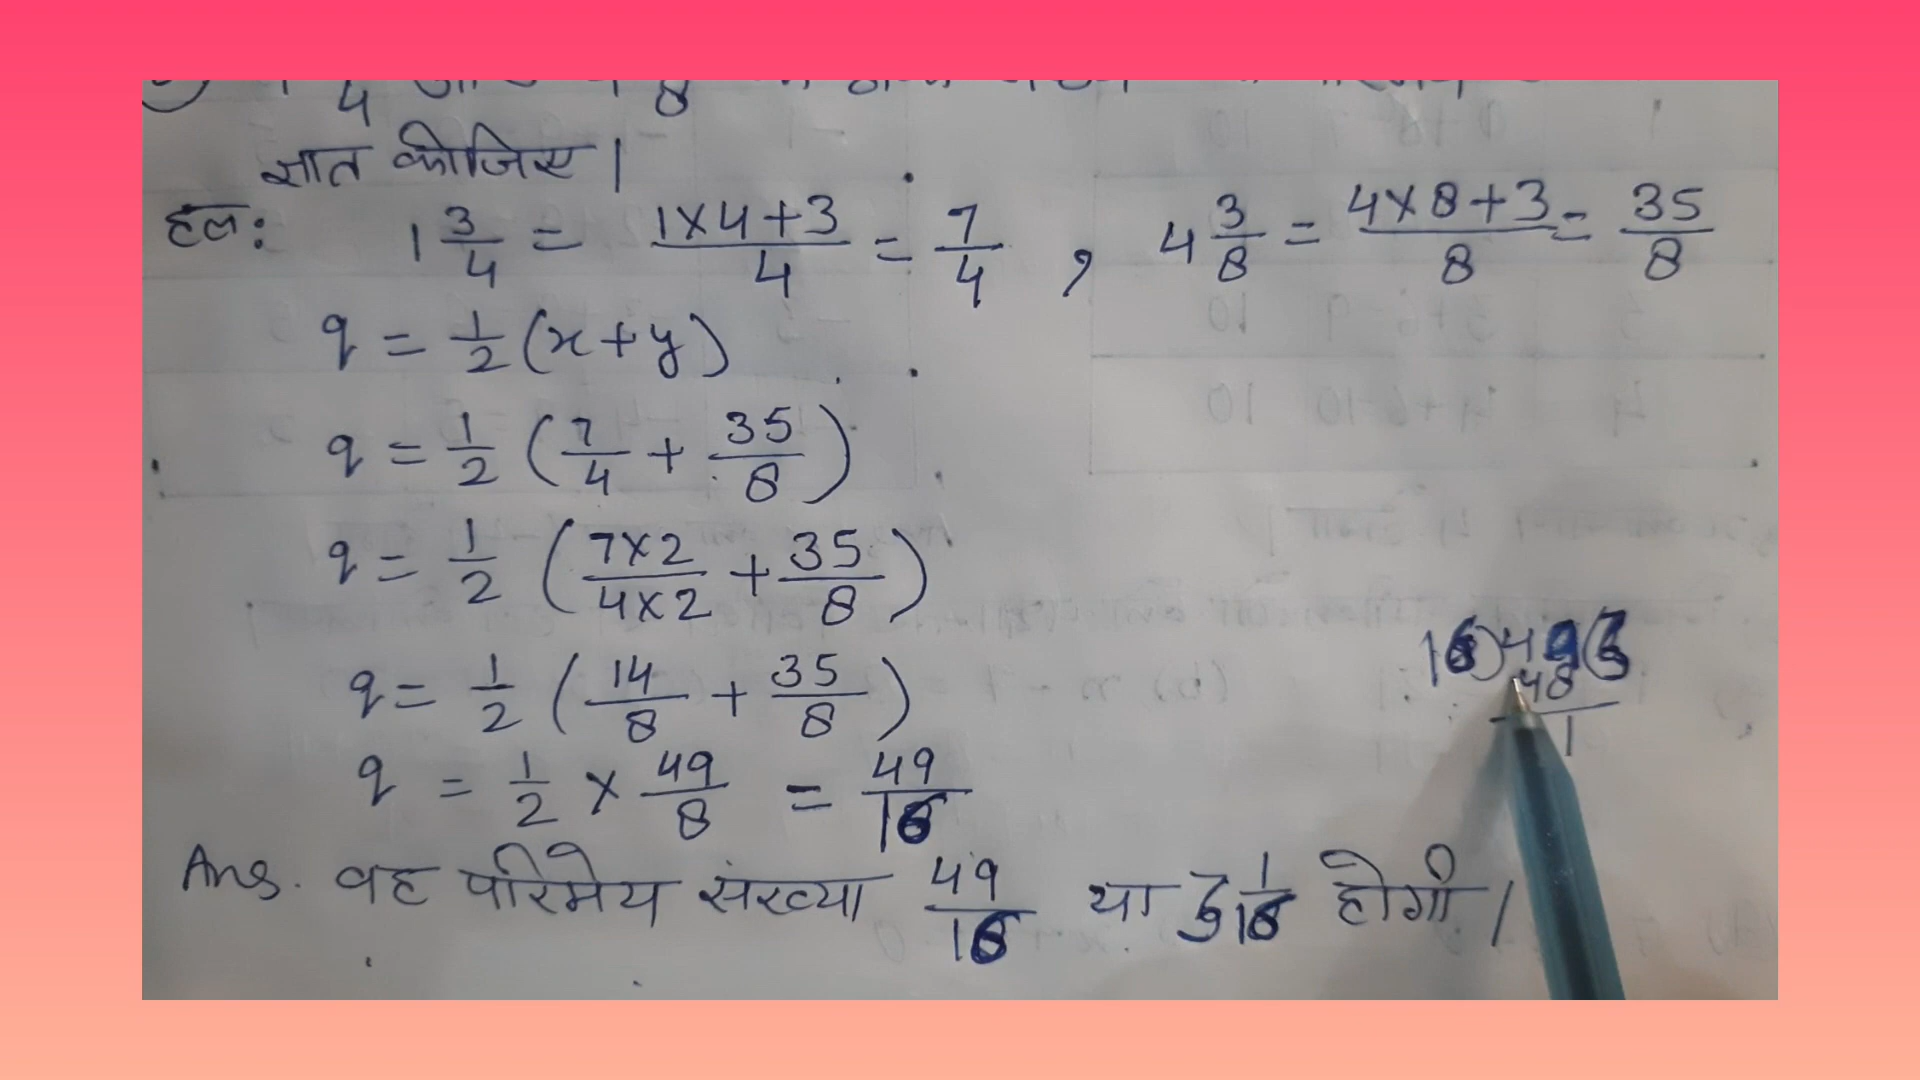 ज्ञात कीजिए।
हलः 1 3/4 = (1×4+3)/4 = 7/4 , 4 3/8 = (4×8+3)/8 = 35/8
q = 1/2 (x+y)
q = 1/2 (7/4 + 35/8)
q = 1/2 ((7×2)/(4×2) + 35/8)
q = 1/2 (14/8 + 35/8)
q = 1/2 × 49/8 = 49/16
16)49(3
48
1
Ans. वह परिमेय संख्या 49/16 या 3 1/16 होगी।